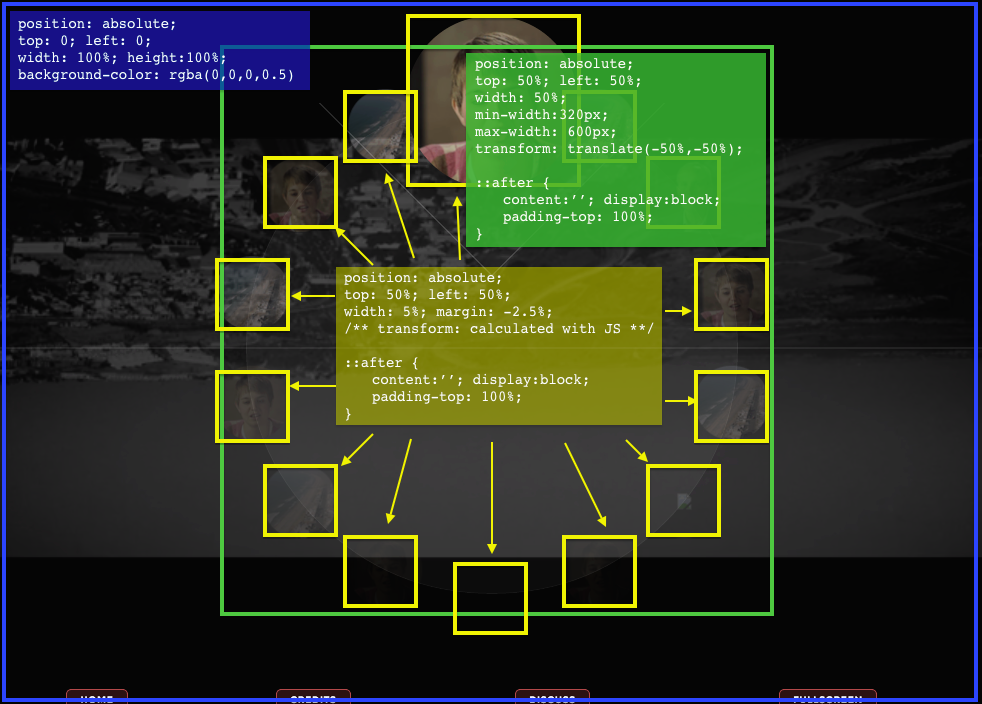 position: absolute;
top: 0; left: 0;
width: 100%; height:100%;
background-color: rgba(0,0,0,0.5)
position: absolute;
top: 50%; left: 50%;
width: 50%;
min-width:320px;
max-width: 600px;
transform: translate(-50%,-50%);
::after {
content:’’; display:block;
padding-top: 100%;
}
position: absolute;
top: 50%; left: 50%;
width: 5%; margin: -2.5%;
/** transform: calculated with JS **/
::after {
content:’’; display:block;
padding-top: 100%;
}
HOME CREDITS DISCUSS FULLSCREEN